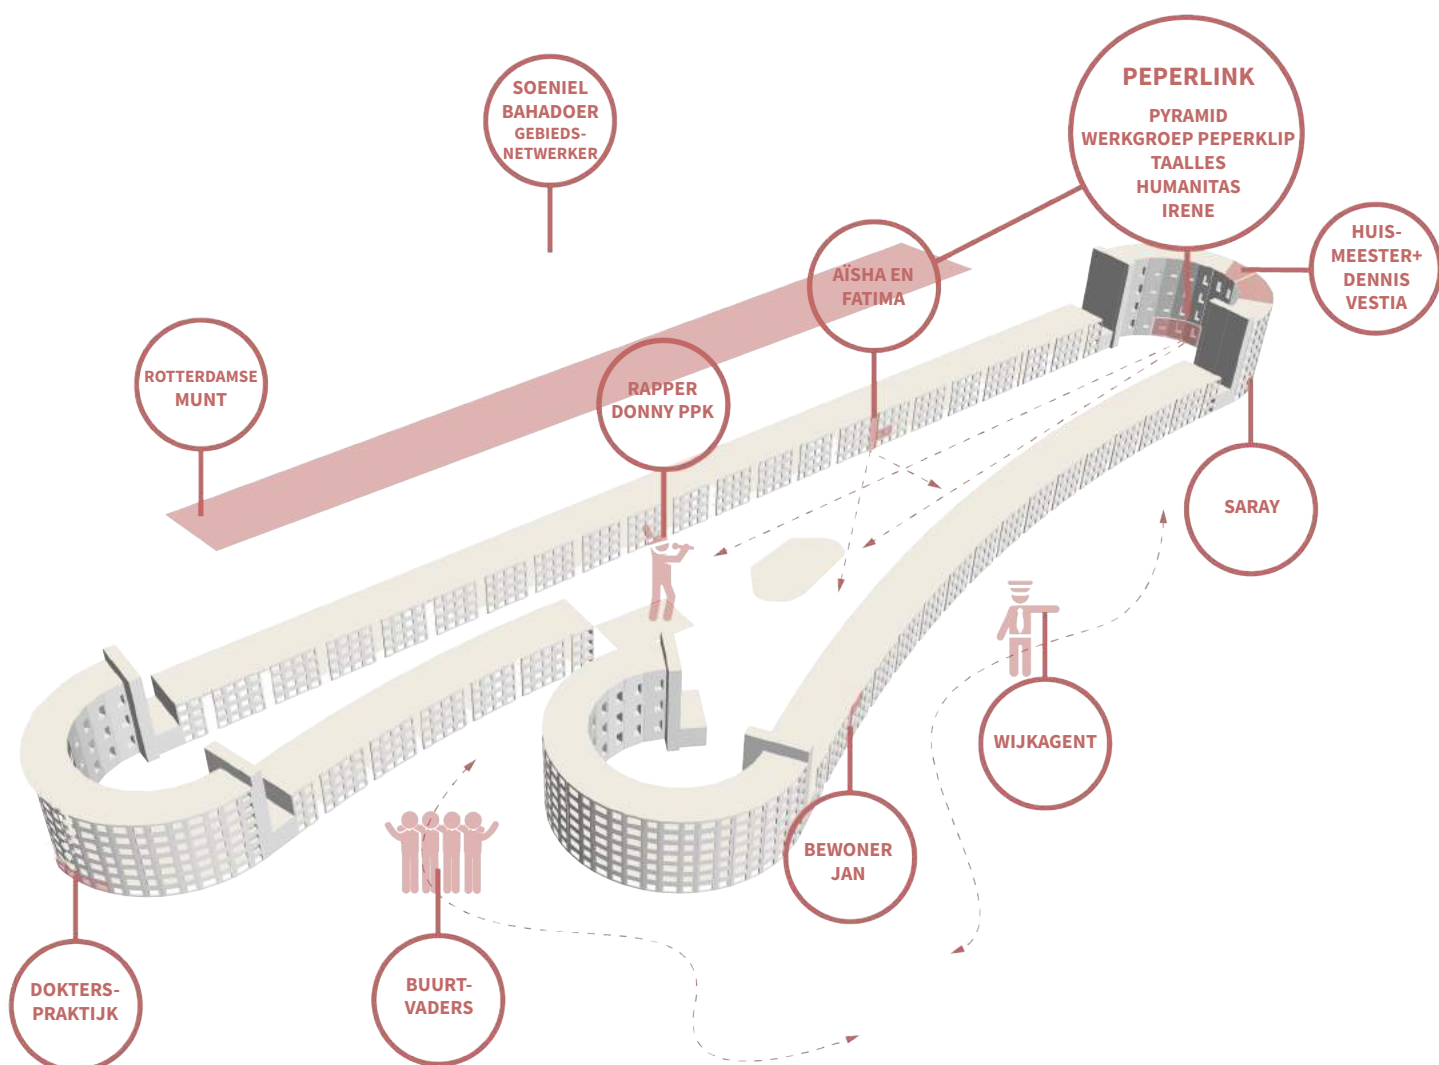 SOENIEL
BAHADOER
GEBIEDS-
NETWERKER
PEPERLINK
PYRAMID
WERKGROEP PEPERKLIP
TAALLES
HUMANITAS
IRENE
HUIS-
MEESTER+
DENNIS
VESTIA
AÏSHA EN
FATIMA
ROTTERDAMSE
MUNT
RAPPER
DONNY PPK
SARAY
WIJKAGENT
BEWONER
JAN
DOKTERS-
PRAKTIJK
BUURT-
VADERS